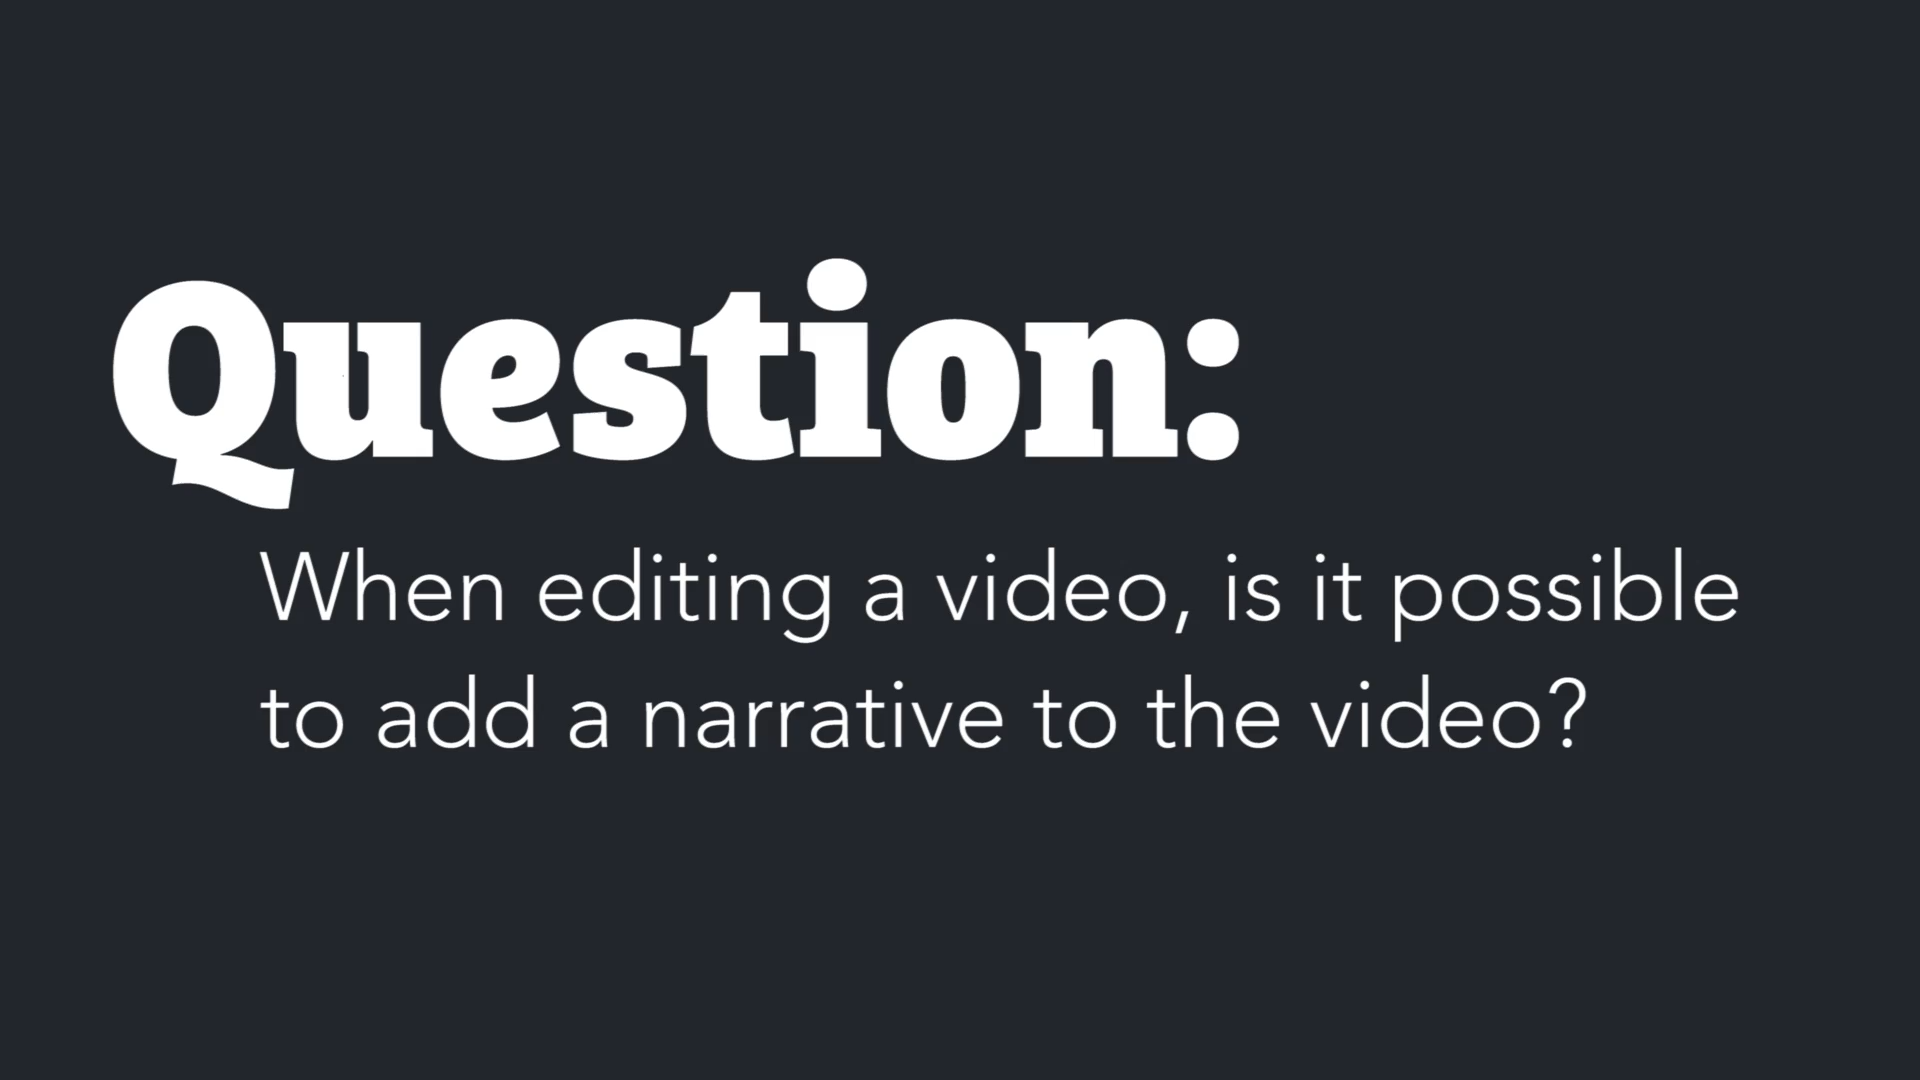 Question:
When editing a video, is it possible
to add a narrative to the video?